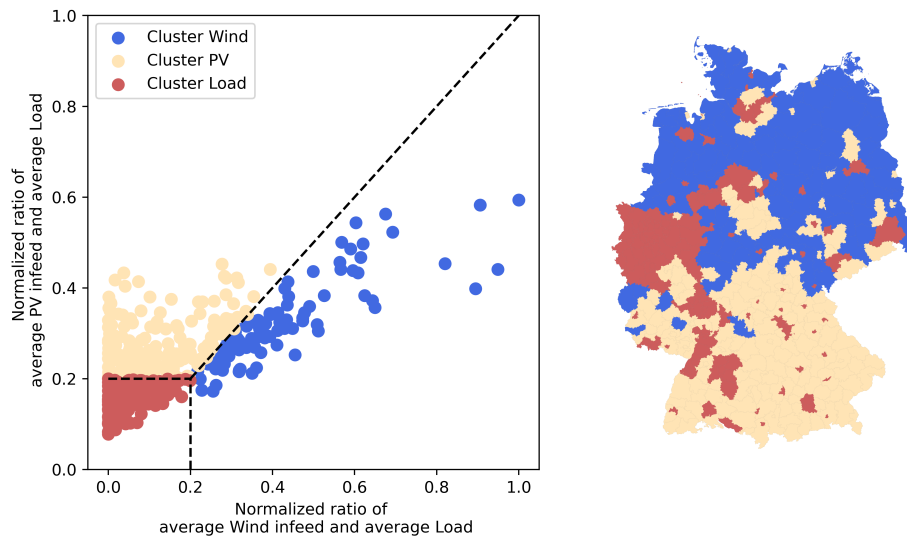 Cluster Wind
Cluster PV
Cluster Load
Normalized ratio of
average PV infeed and average Load
1.0
0.8
0.6
0.4
0.2
0.0
0.0 0.2 0.4 0.6 0.8 1.0
Normalized ratio of
average Wind infeed and average Load